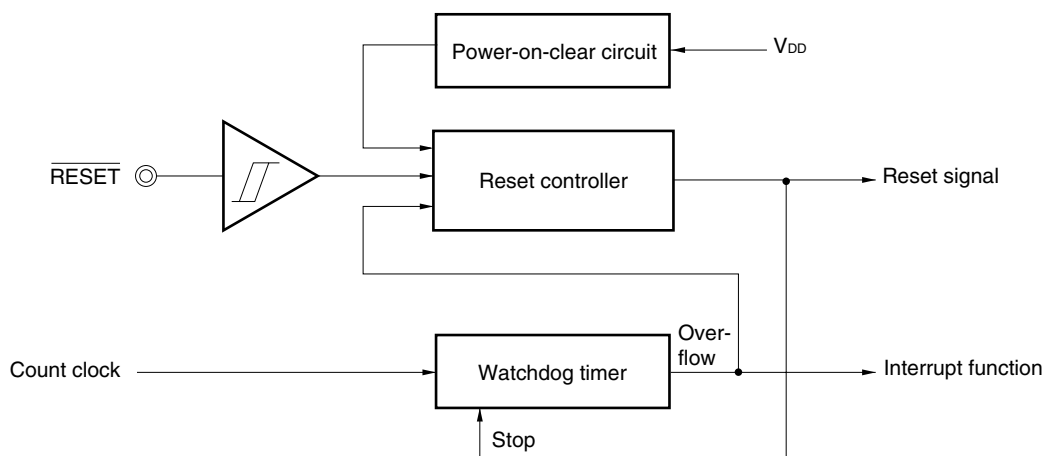 Power-on-clear circuit
VDD
RESET
Reset controller
Reset signal
Over-
flow
Count clock
Watchdog timer
Interrupt function
Stop